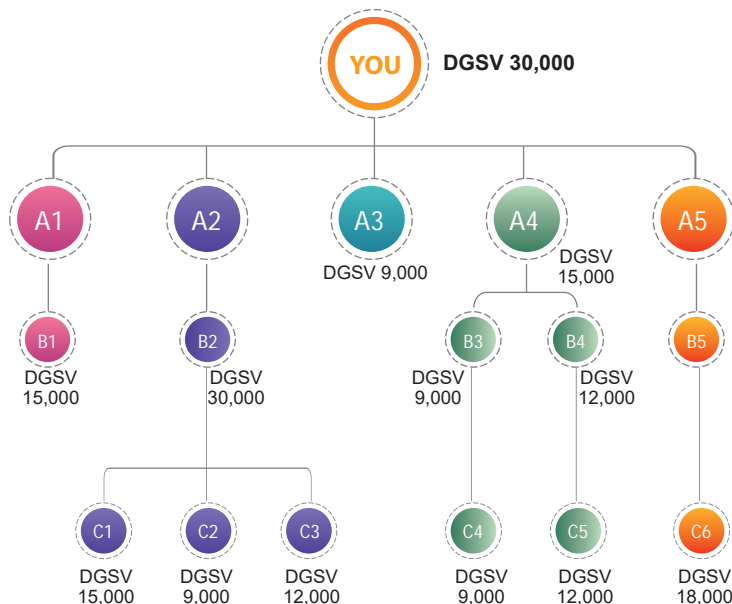 YOU
DGSV 30,000
A1
A2
A3
A4
A5
DGSV 9,000
DGSV
15,000
B1
B2
B3
B4
B5
DGSV
15,000
DGSV
30,000
DGSV
9,000
DGSV
12,000
C1
C2
C3
C4
C5
C6
DGSV
15,000
DGSV
9,000
DGSV
12,000
DGSV
9,000
DGSV
12,000
DGSV
18,000